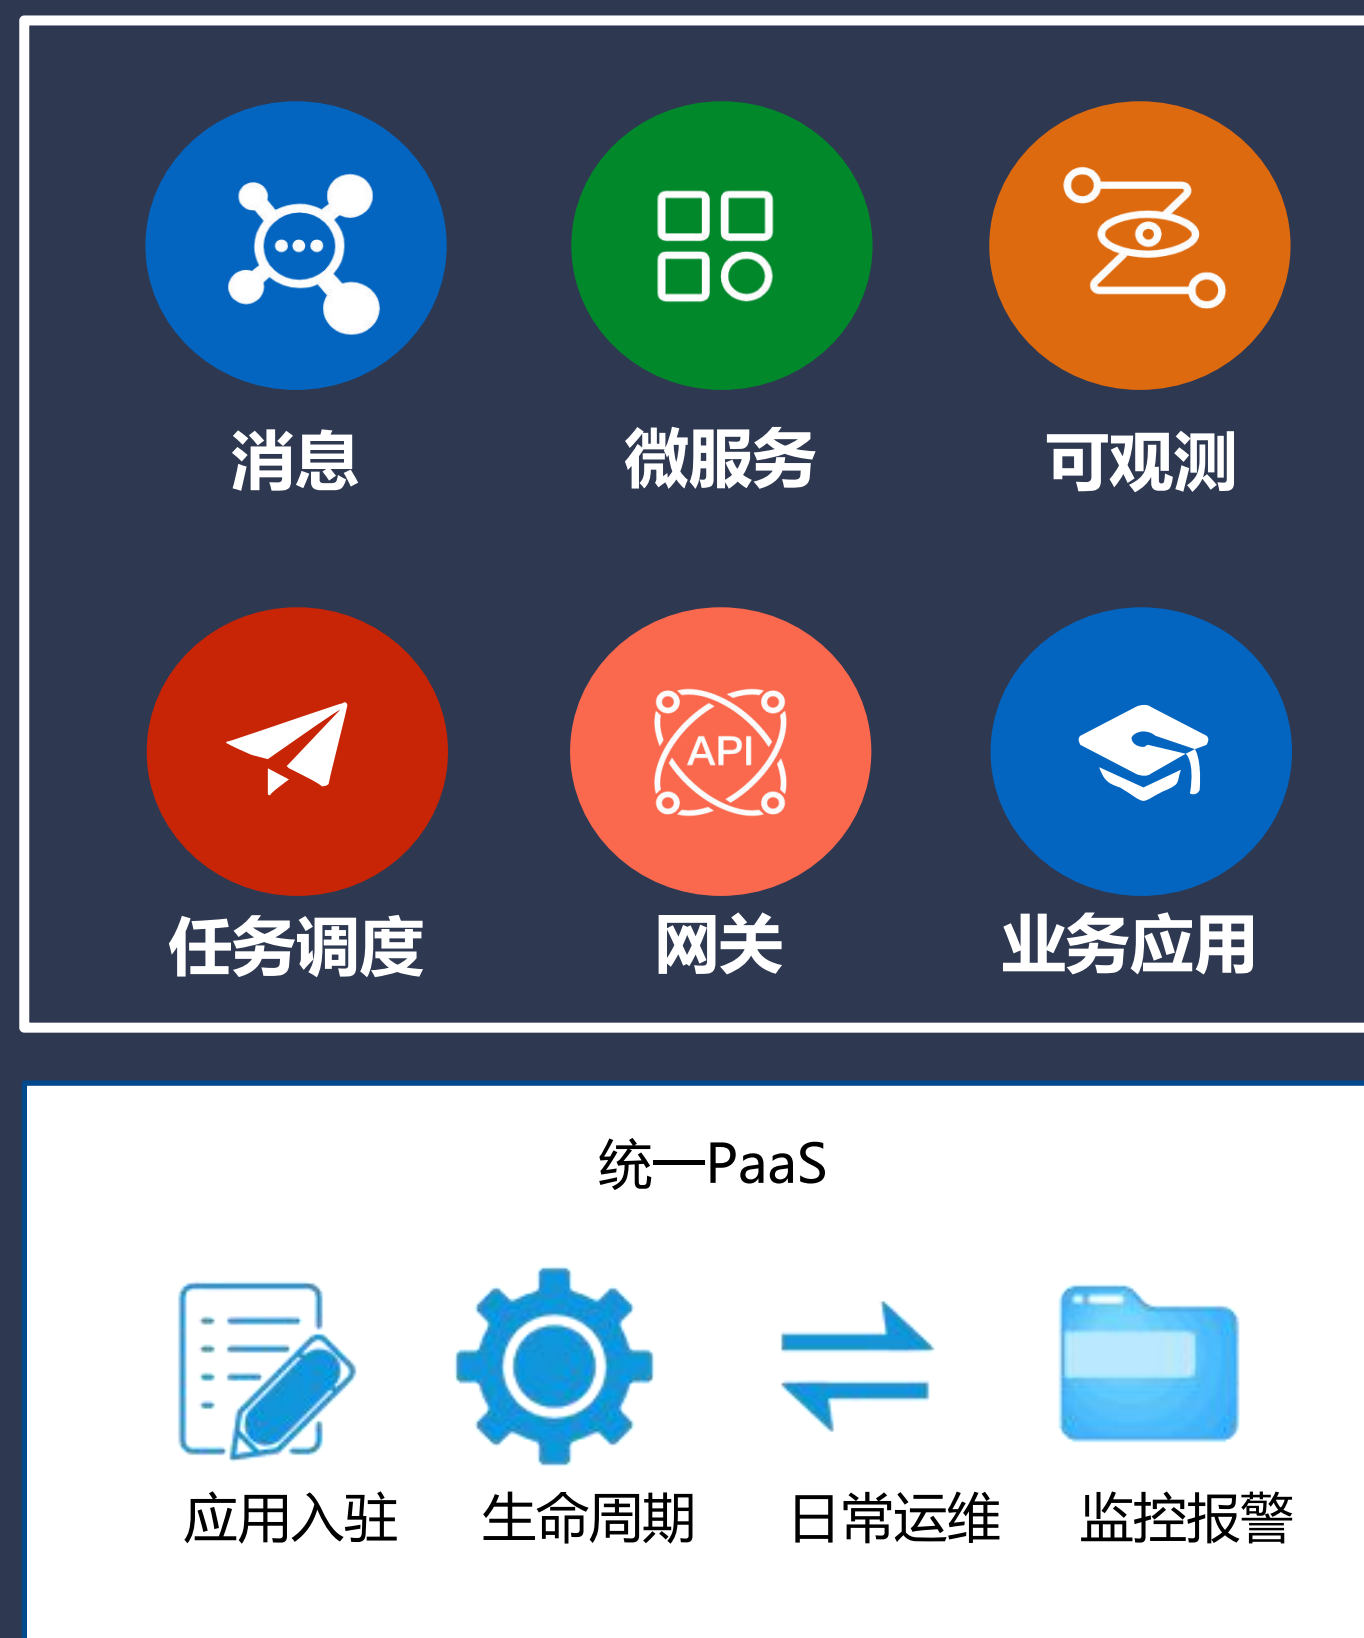 消息
微服务
可观测
API
任务调度
网关
业务应用
统一PaaS
应用入驻
生命周期
日常运维
监控报警